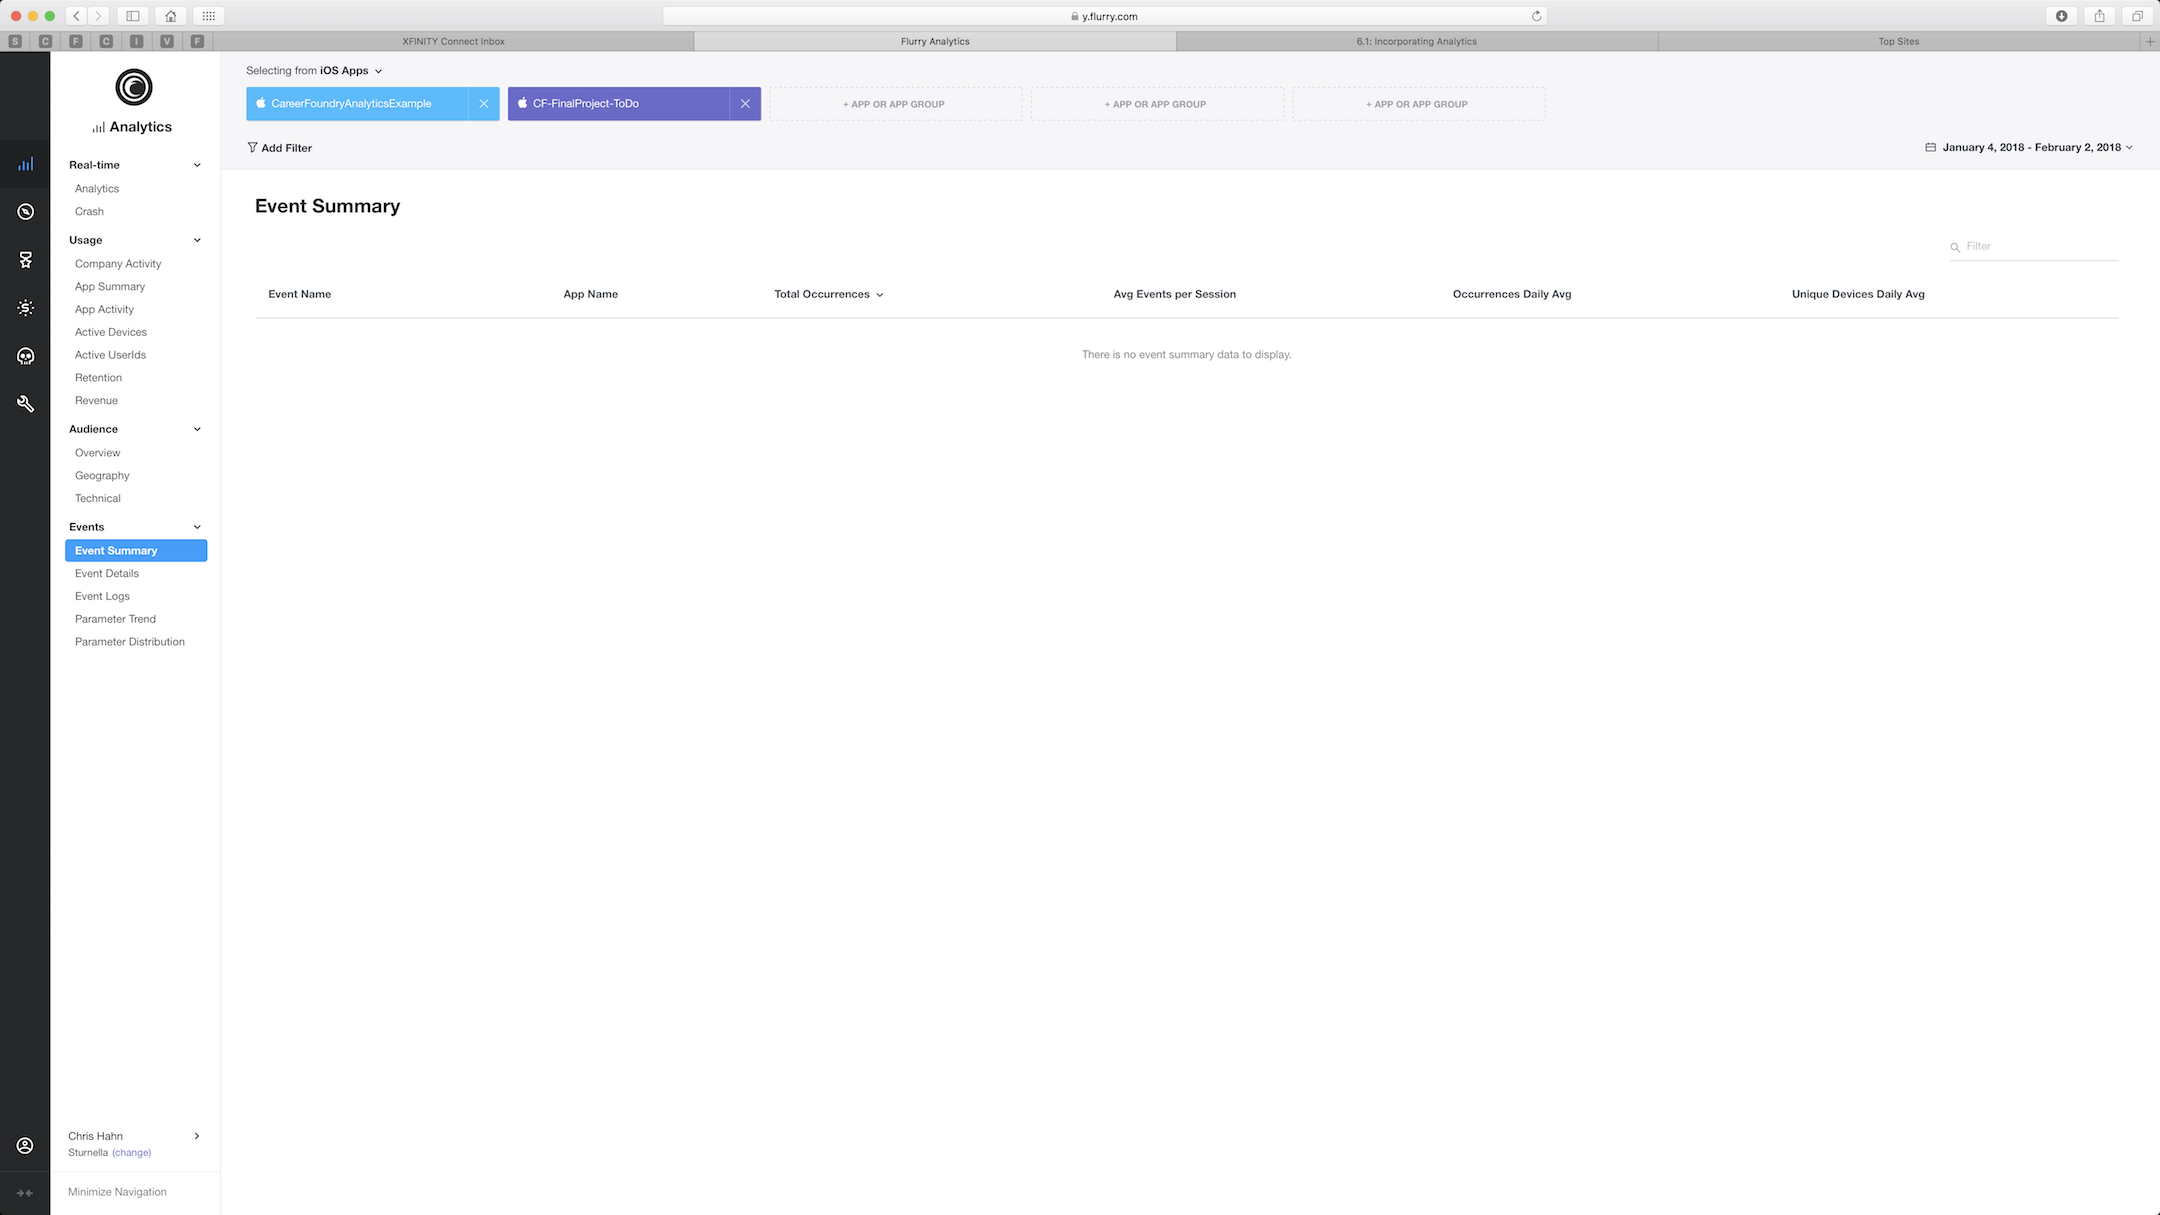 y.flurry.com
S C F C I V F
XFINITY Connect Inbox
Flurry Analytics
6.1: Incorporating Analytics
Top Sites
Analytics
Real-time
Analytics
Crash
Usage
Company Activity
App Summary
App Activity
Active Devices
Active UserIds
Retention
Revenue
Audience
Overview
Geography
Technical
Events
Event Summary
Event Details
Event Logs
Parameter Trend
Parameter Distribution
Chris Hahn
Sturnella (change)
Minimize Navigation
Selecting from iOS Apps
CareerFoundryAnalyticsExample
CF-FinalProject-ToDo
+ APP OR APP GROUP
+ APP OR APP GROUP
+ APP OR APP GROUP
Add Filter
January 4, 2018 - February 2, 2018
Event Summary
Filter
Event Name
App Name
Total Occurrences
Avg Events per Session
Occurrences Daily Avg
Unique Devices Daily Avg
There is no event summary data to display.